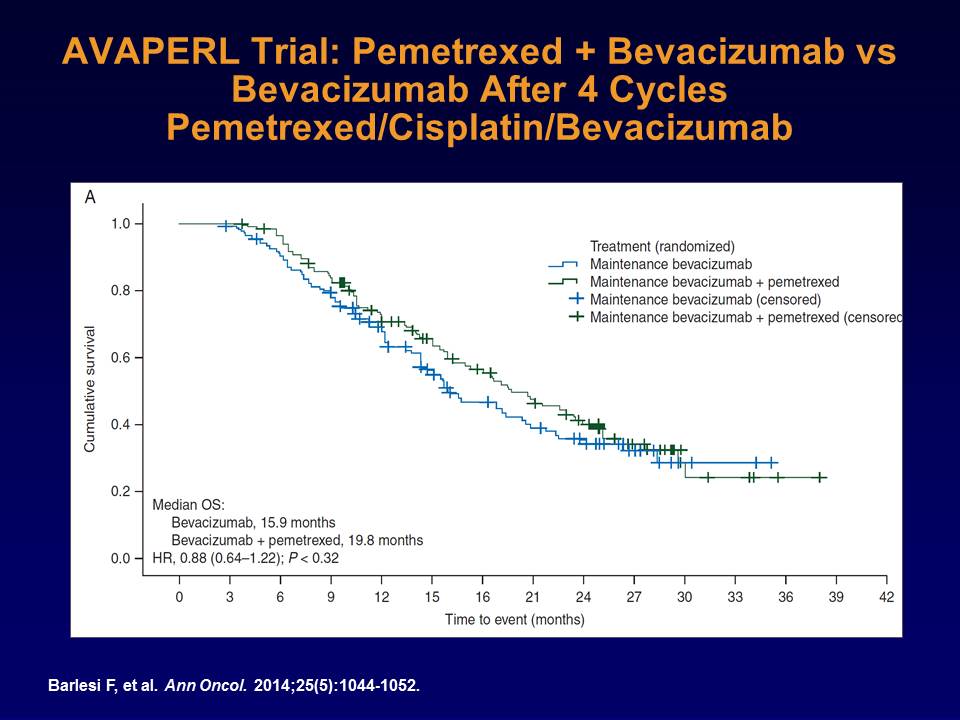 AVAPERL Trial: Pemetrexed + Bevacizumab vs
Bevacizumab After 4 Cycles
Pemetrexed/Cisplatin/Bevacizumab
A
1.0
0.8
0.6
0.4
0.2
0.0
Cumulative survival
Treatment (randomized)
Maintenance bevacizumab
Maintenance bevacizumab + pemetrexed
Maintenance bevacizumab (censored)
Maintenance bevacizumab + pemetrexed (censored
Median OS:
Bevacizumab, 15.9 months
Bevacizumab + pemetrexed, 19.8 months
HR, 0.88 (0.64–1.22); P < 0.32
0 3 6 9 12 15 16 21 24 27 30 33 36 39 42
Time to event (months)
Barlesi F, et al. Ann Oncol. 2014;25(5):1044-1052.